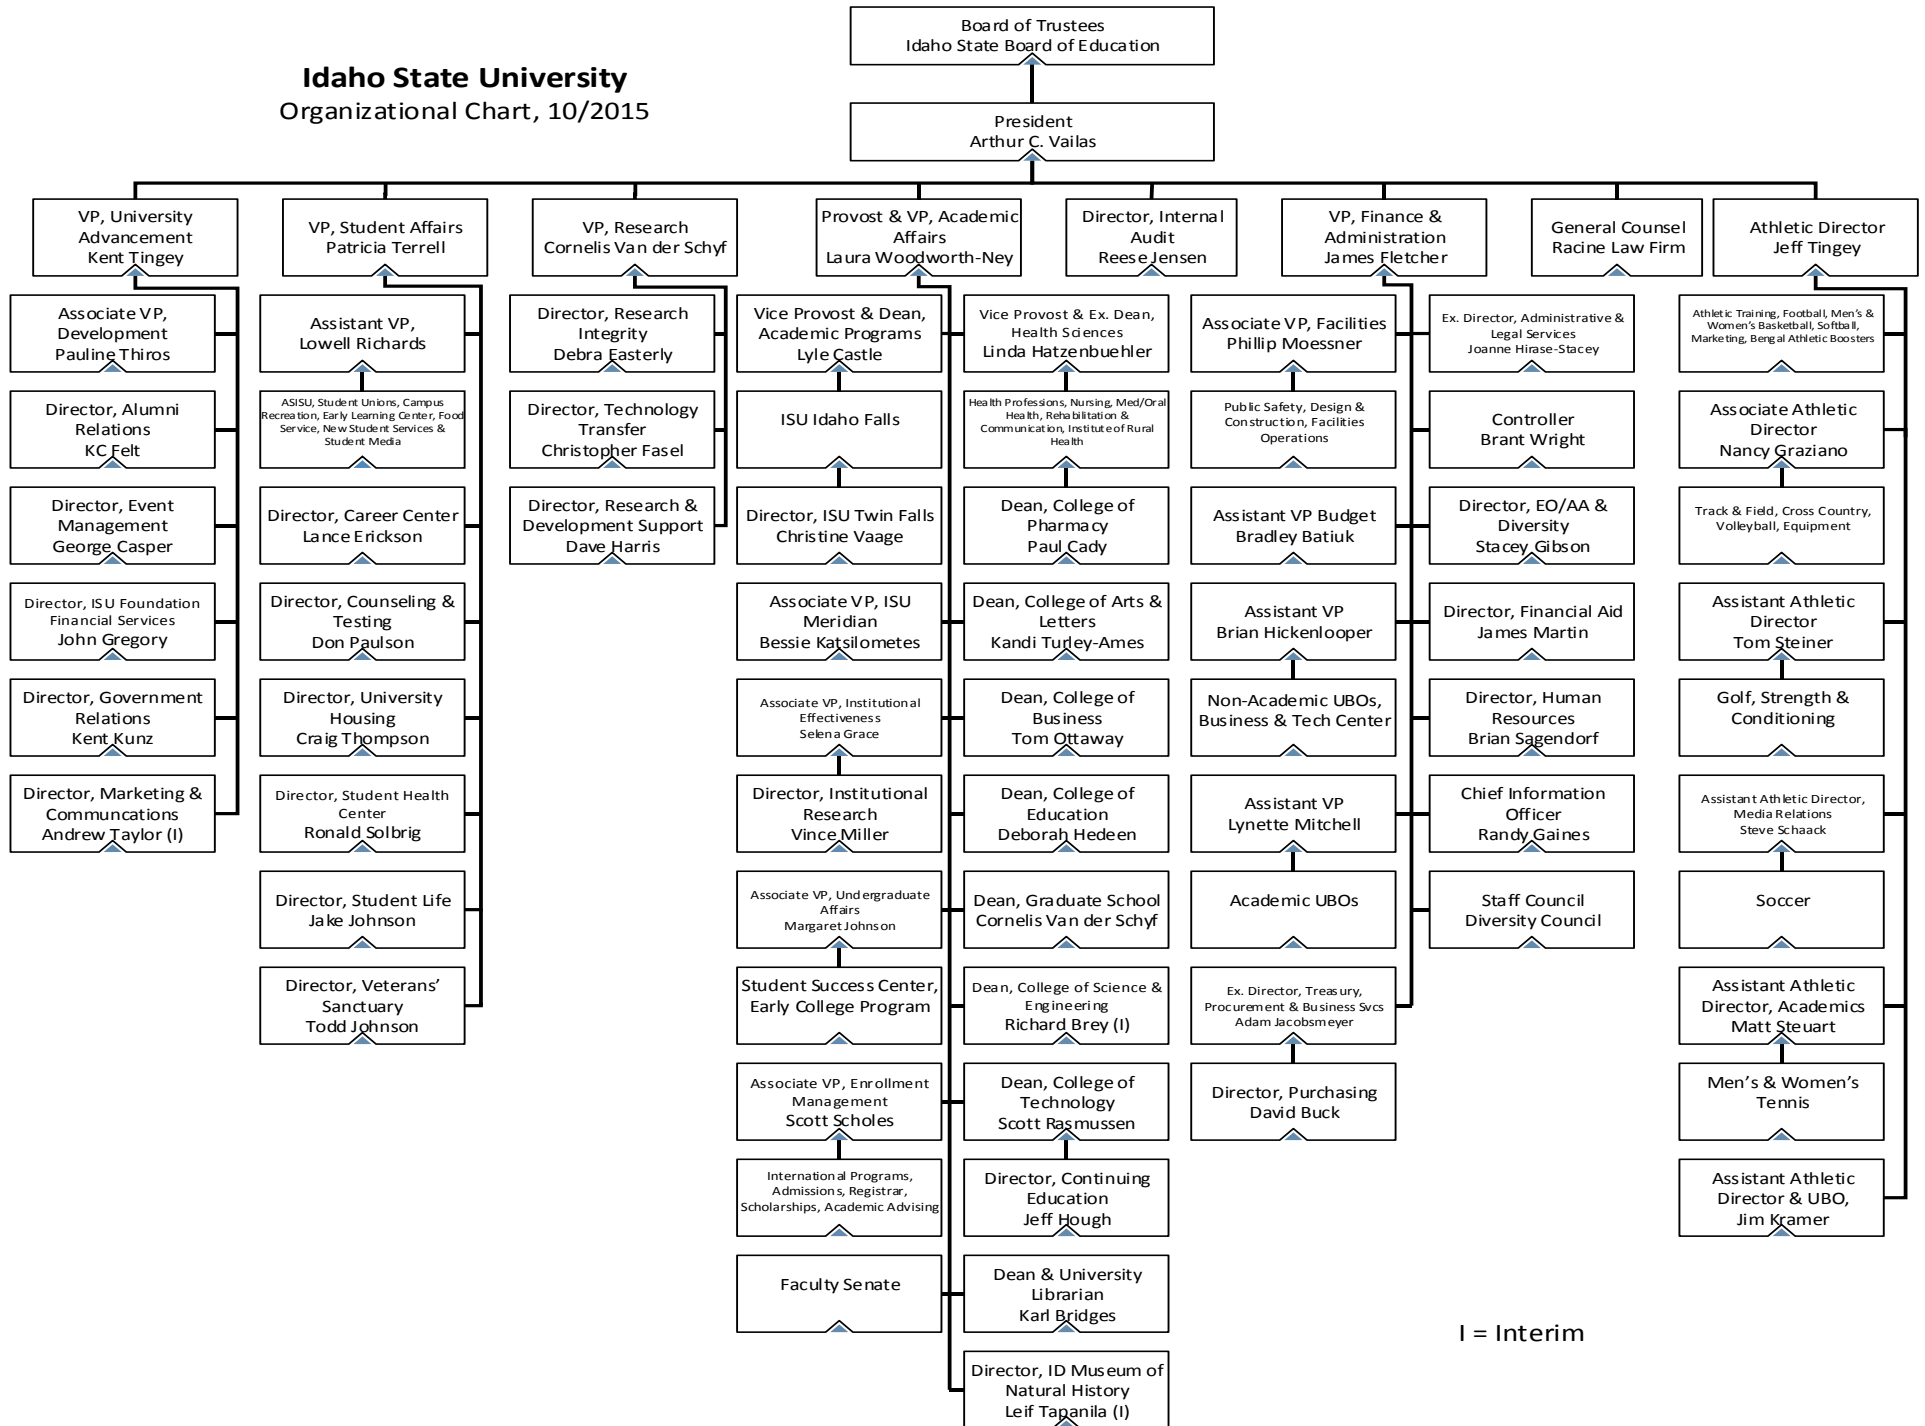 Board of Trustees
Idaho State Board of Education
Idaho State University
Organizational Chart, 10/2015
President
Arthur C. Vailas
VP, University
Advancement
Kent Tingey
VP, Student Affairs
Patricia Terrell
VP, Research
Cornelis Van der Schyf
Provost & VP, Academic
Affairs
Laura Woodworth-Ney
Director, Internal
Audit
Reese Jensen
VP, Finance &
Administration
James Fletcher
General Counsel
Racine Law Firm
Athletic Director
Jeff Tingey
Associate VP,
Development
Pauline Thiros
Director, Alumni
Relations
KC Felt
Director, Event
Management
George Casper
Director, ISU Foundation
Financial Services
John Gregory
Director, Government
Relations
Kent Kunz
Director, Marketing &
Communcations
Andrew Taylor (I)
Assistant VP,
Lowell Richards
ASISU, Student Unions, Campus
Recreation, Early Learning Center, Food
Service, New Student Services &
Student Media
Director, Career Center
Lance Erickson
Director, Counseling &
Testing
Don Paulson
Director, University
Housing
Craig Thompson
Director, Student Health
Center
Ronald Solbrig
Director, Student Life
Jake Johnson
Director, Veterans’
Sanctuary
Todd Johnson
Director, Research
Integrity
Debra Easterly
Director, Technology
Transfer
Christopher Fasel
Director, Research &
Development Support
Dave Harris
Vice Provost & Dean,
Academic Programs
Lyle Castle
ISU Idaho Falls
Director, ISU Twin Falls
Christine Vaage
Associate VP, ISU
Meridian
Bessie Katsilometes
Associate VP, Institutional
Effectiveness
Selena Grace
Director, Institutional
Research
Vince Miller
Associate VP, Undergraduate
Affairs
Margaret Johnson
Student Success Center,
Early College Program
Associate VP, Enrollment
Management
Scott Scholes
International Programs,
Admissions, Registrar,
Scholarships, Academic Advising
Faculty Senate
Vice Provost & Ex. Dean,
Health Sciences
Linda Hatzenbuehler
Health Professions, Nursing, Med/Oral
Health, Rehabilitation &
Communication, Institute of Rural
Health
Dean, College of
Pharmacy
Paul Cady
Dean, College of Arts &
Letters
Kandi Turley-Ames
Dean, College of
Business
Tom Ottaway
Dean, College of
Education
Deborah Hedeen
Dean, Graduate School
Cornelis Van der Schyf
Dean, College of Science &
Engineering
Richard Brey (I)
Dean, College of
Technology
Scott Rasmussen
Director, Continuing
Education
Jeff Hough
Dean & University
Librarian
Karl Bridges
Director, ID Museum of
Natural History
Leif Tapanila (I)
Associate VP, Facilities
Phillip Moessner
Public Safety, Design &
Construction, Facilities
Operations
Assistant VP Budget
Bradley Batiuk
Assistant VP
Brian Hickenlooper
Non-Academic UBOs,
Business & Tech Center
Assistant VP
Lynette Mitchell
Academic UBOs
Ex. Director, Treasury,
Procurement & Business Svcs
Adam Jacobsmeyer
Director, Purchasing
David Buck
Ex. Director, Administrative &
Legal Services
Joanne Hirase-Stacey
Controller
Brant Wright
Director, EO/AA &
Diversity
Stacey Gibson
Director, Financial Aid
James Martin
Director, Human
Resources
Brian Sagendorf
Chief Information
Officer
Randy Gaines
Staff Council
Diversity Council
Athletic Training, Football, Men’s &
Women’s Basketball, Softball,
Marketing, Bengal Athletic Boosters
Associate Athletic
Director
Nancy Graziano
Track & Field, Cross Country,
Volleyball, Equipment
Assistant Athletic
Director
Tom Steiner
Golf, Strength &
Conditioning
Assistant Athletic Director,
Media Relations
Steve Schaack
Soccer
Assistant Athletic
Director, Academics
Matt Steuart
Men’s & Women’s
Tennis
Assistant Athletic
Director & UBO,
Jim Kramer
I = Interim